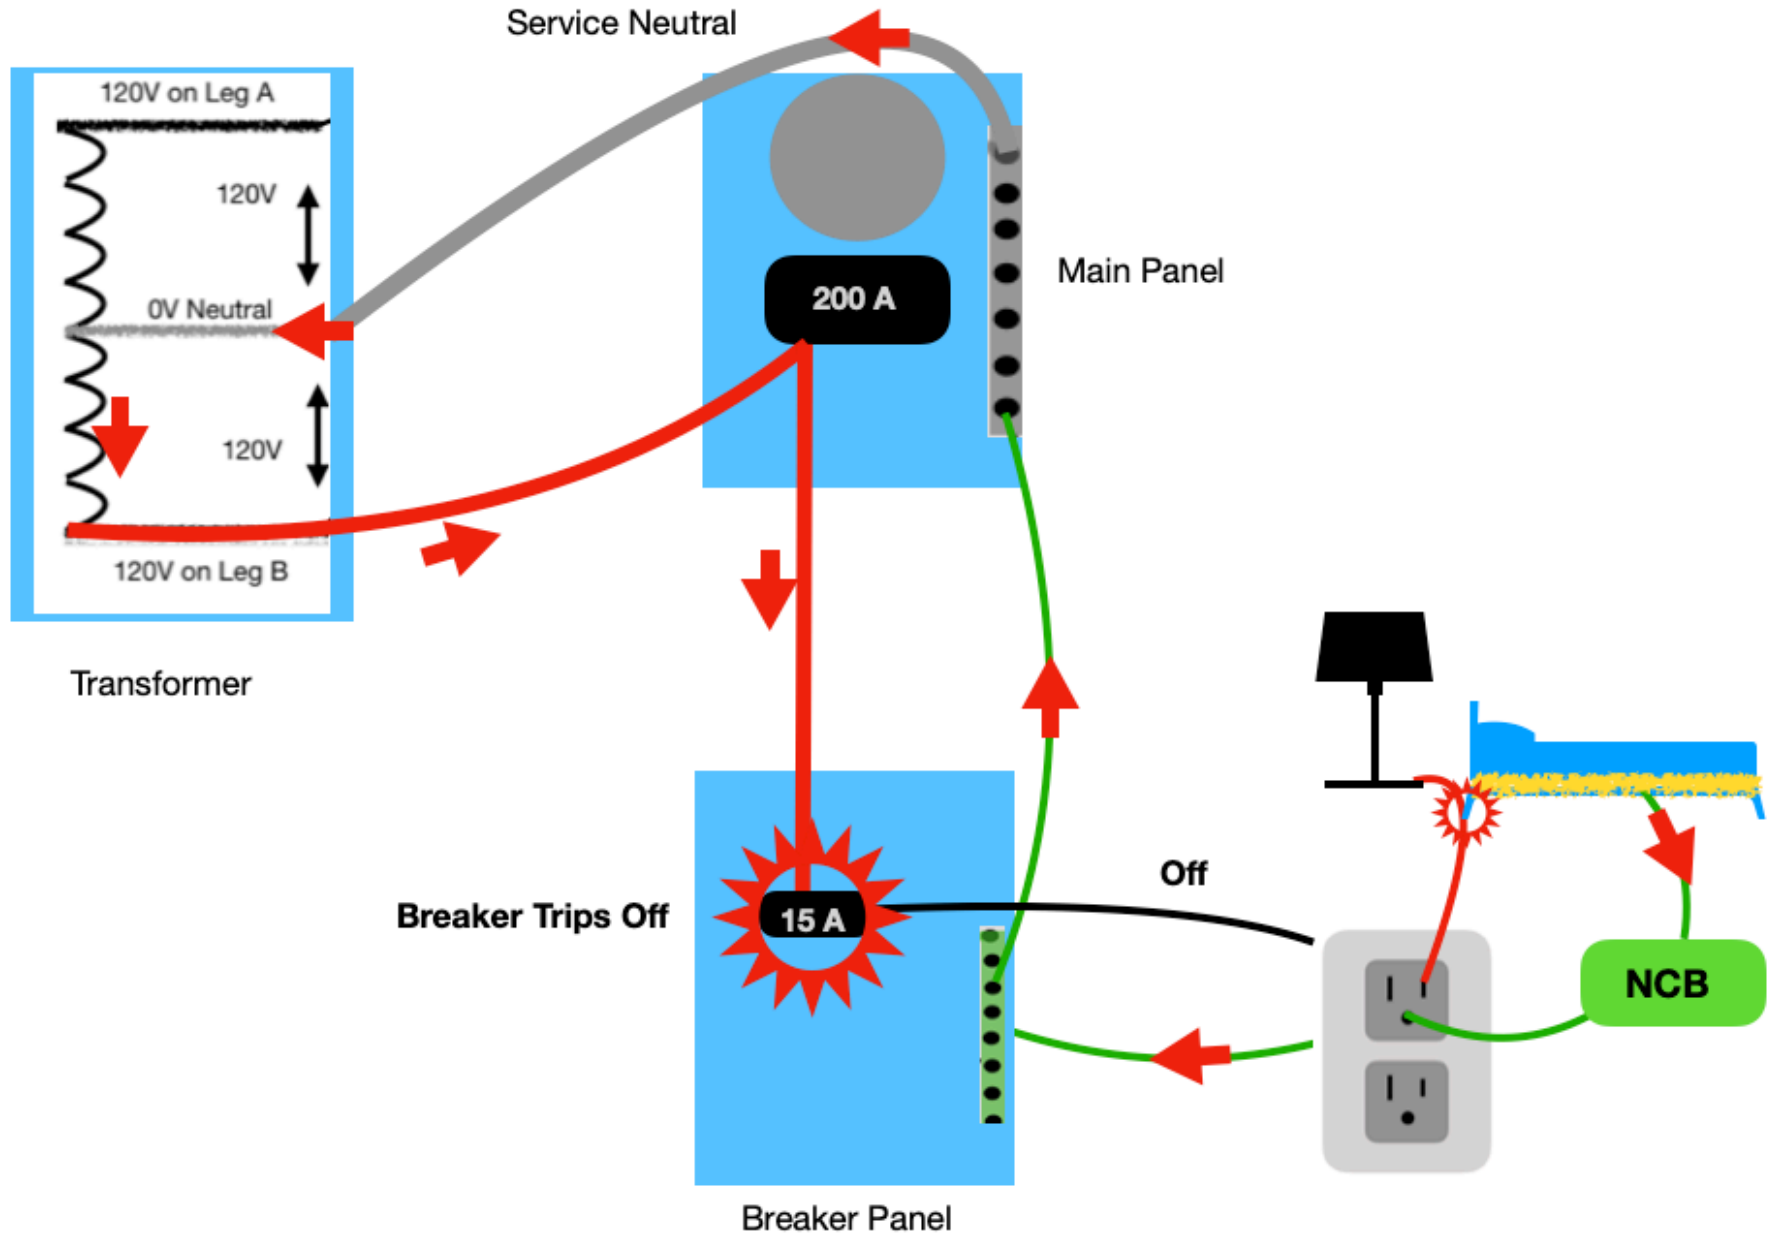 Service Neutral
120V on Leg A
120V
0V Neutral
120V
120V on Leg B
Transformer
200 A
Main Panel
Breaker Trips Off
15 A
Off
NCB
Breaker Panel